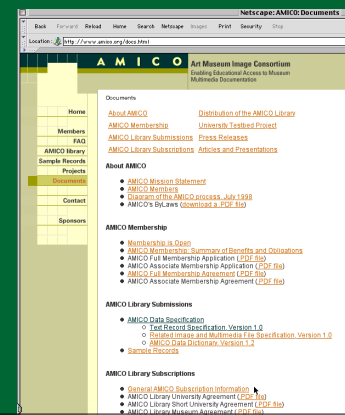 Netscape: AMICO: Documents
Back Forward Reload Home Search Netscape Images Print Security Stop
Location: http://www.amico.org/docs.html
AMICO Art Museum Image Consortium
Enabling Educational Access to Museum
Multimedia Documentation
Home
Members
FAQ
AMICO library
Sample Records
Projects
Documents
Contact
Sponsors
Documents
About AMICO Distribution of the AMICO Library
AMICO Membership University Testbed Project
AMICO Library Submissions Press Releases
AMICO Library Subscriptions Articles and Presentations
About AMICO
AMICO Mission Statement
AMICO Members
Diagram of the AMICO process, July 1998
AMICO's ByLaws (download a .PDF file)
AMICO Membership
Membership is Open
AMICO Membership: Summary of Benefits and Obligations
AMICO Full Membership Application (.PDF file)
AMICO Associate Membership Application (.PDF file)
AMICO Full Membership Agreement (.PDF file)
AMICO Associate Membership Agreement (.PDF file)
AMICO Library Submissions
AMICO Data Specification
Text Record Specification, Version 1.0
Related Image and Multimedia File Specification, Version 1.0
AMICO Data Dictionary, Version 1.2
Sample Records
AMICO Library Subscriptions
General AMICO Subscription information
AMICO Library University Agreement (.PDF file)
AMICO Library Short University Agreement (.PDF file)
AMICO Library Museum Agreement (.PDF file)